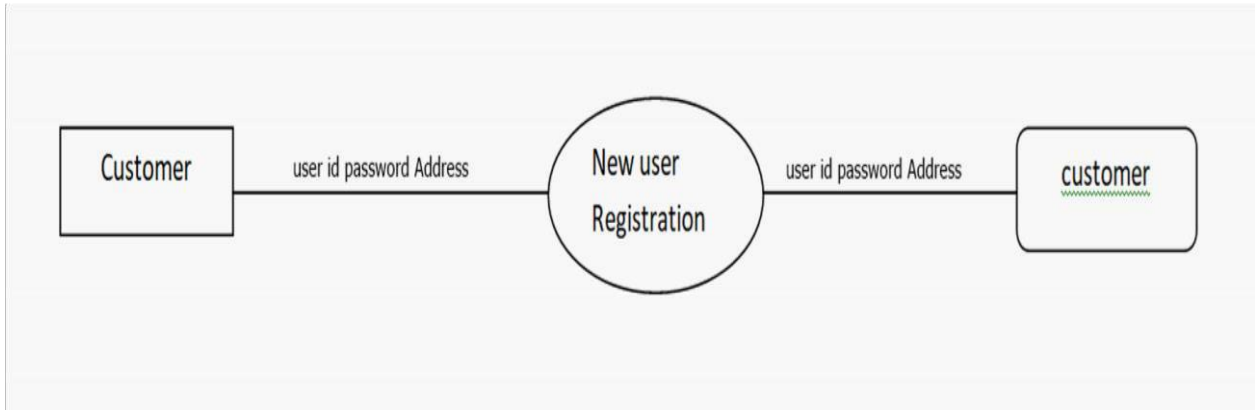 Customer
user id password Address
New user
Registration
user id password Address
customer